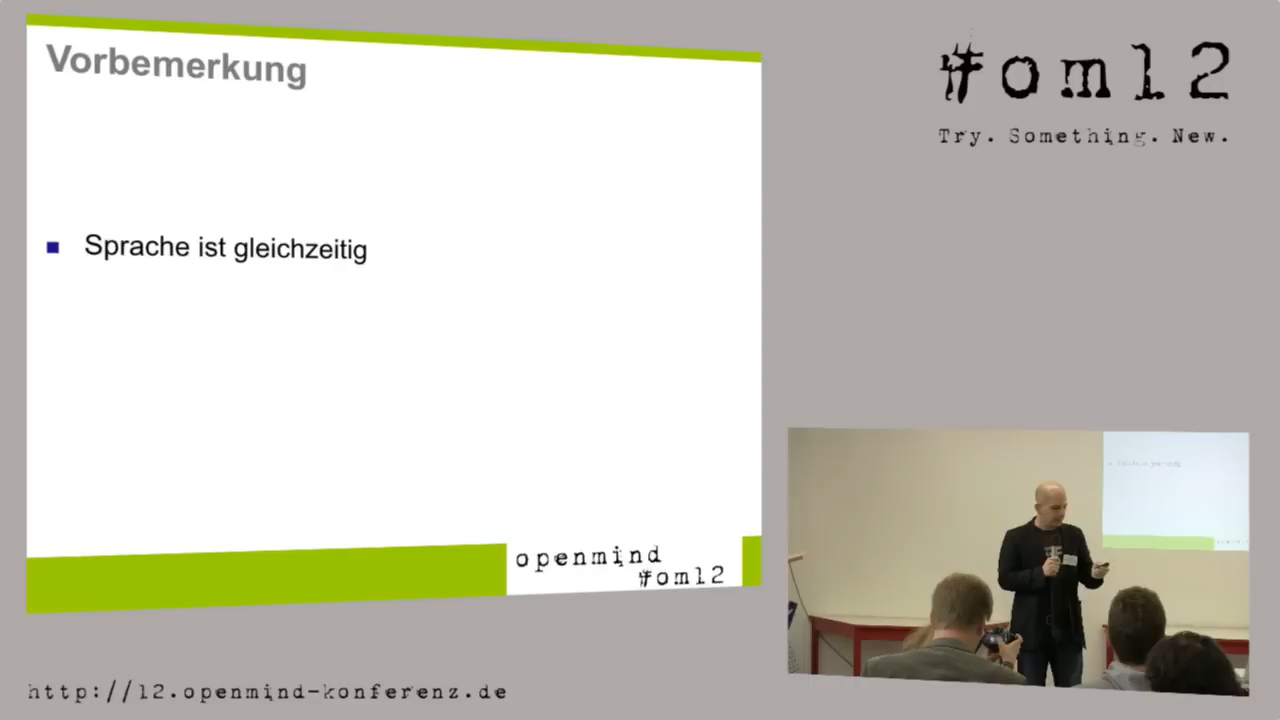 Vorbemerkung
Sprache ist gleichzeitig
openmind
#om12
#om12
Try. Something. New.
http://12.openmind-konferenz.de